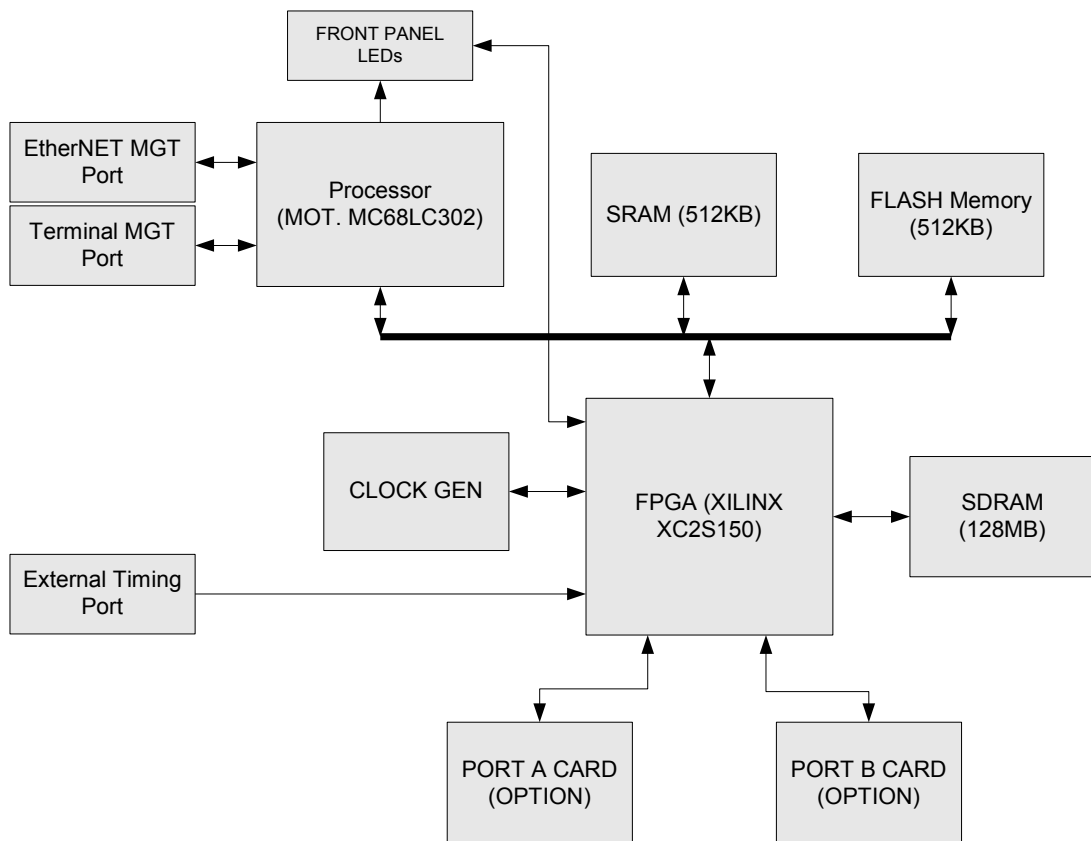 FRONT PANEL
LEDs
EtherNET MGT
Port
Processor
(MOT. MC68LC302)
SRAM (512KB)
FLASH Memory
(512KB)
Terminal MGT
Port
CLOCK GEN
FPGA (XILINX
XC2S150)
SDRAM
(128MB)
External Timing
Port
PORT A CARD
(OPTION)
PORT B CARD
(OPTION)